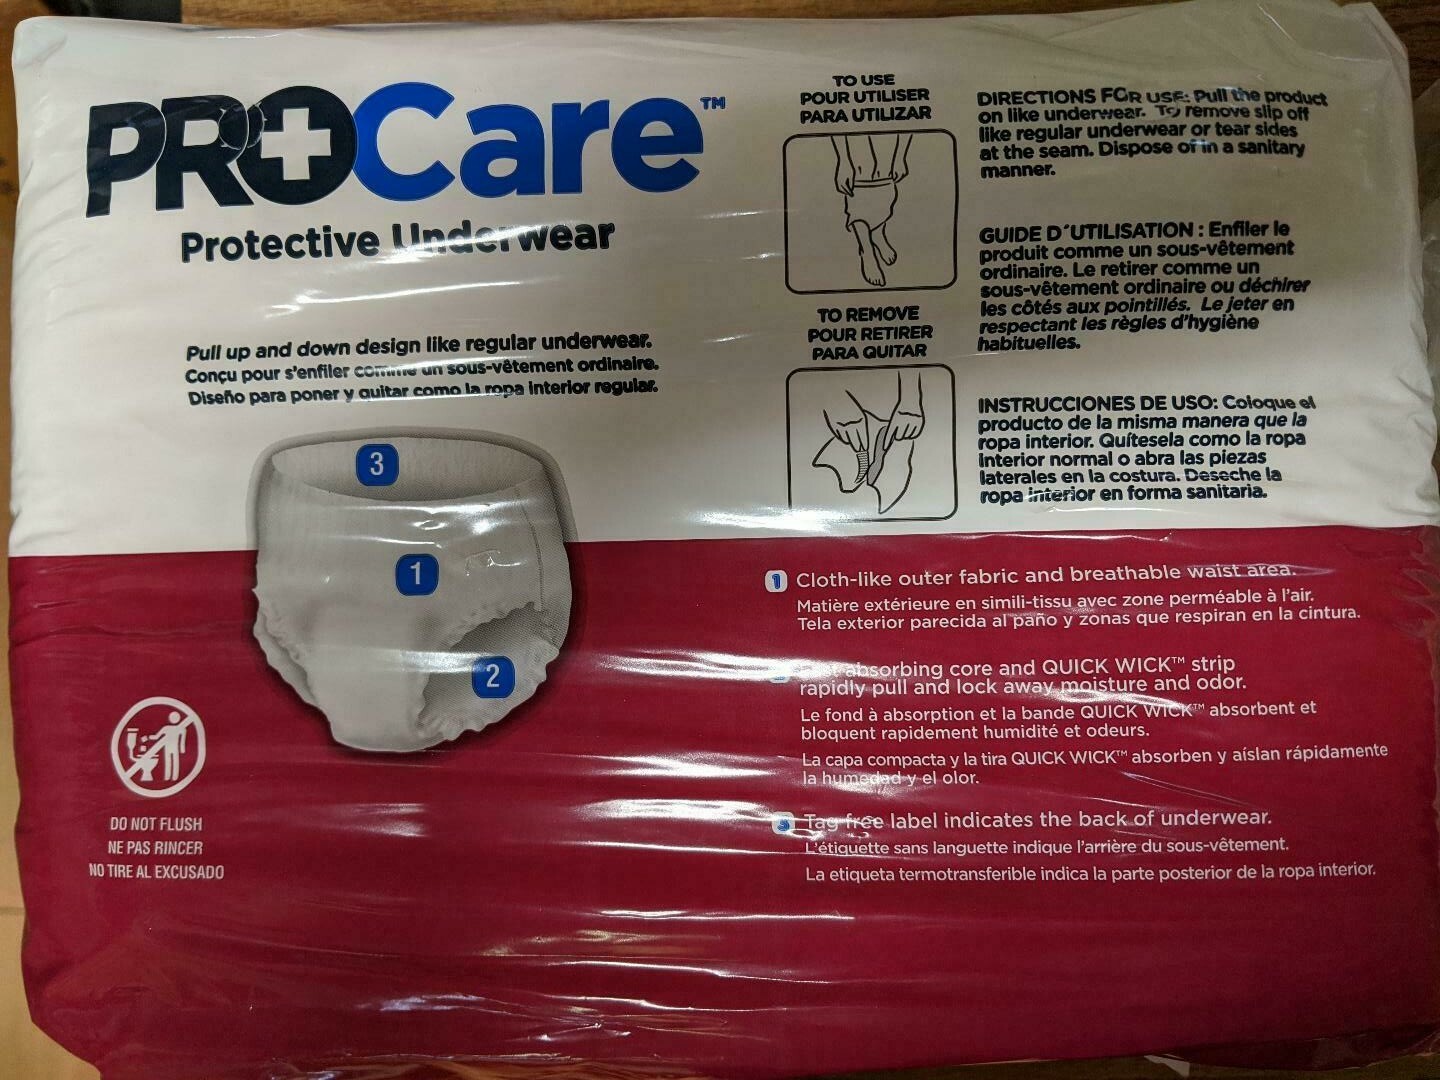 PROCare™
Protective Underwear
Pull up and down design like regular underwear.
Conçu pour s'enfiler comme un sous-vêtement ordinaire.
Diseño para poner y quitar como la ropa interior regular.
3
1
2
DO NOT FLUSH
NE PAS RINCER
NO TIRE AL EXCUSADO
TO USE
POUR UTILISER
PARA UTILIZAR
TO REMOVE
POUR RETIRER
PARA QUITAR
DIRECTIONS FOR USE: Pull the product
on like underwear. To remove slip off
like regular underwear or tear sides
at the seam. Dispose of in a sanitary
manner.
GUIDE D´UTILISATION : Enfiler le
produit comme un sous-vêtement
ordinaire. Le retirer comme un
sous-vêtement ordinaire ou déchirer
les côtés aux pointillés. Le jeter en
respectant les règles d'hygiène
habituelles.
INSTRUCCIONES DE USO: Coloque el
producto de la misma manera que la
ropa interior. Quítesela como la ropa
interior normal o abra las piezas
laterales en la costura. Deseche la
ropa interior en forma sanitaria.
1 Cloth-like outer fabric and breathable waist area.
Matière extérieure en simili-tissu avec zone perméable à l'air.
Tela exterior parecida al paño y zonas que respiran en la cintura.
absorbing core and QUICK WICK™ strip
rapidly pull and lock away moisture and odor.
Le fond à absorption et la bande QUICK WICK™ absorbent et
bloquent rapidement humidité et odeurs.
La capa compacta y la tira QUICK WICK™ absorben y aíslan rápidamente
la humedad y el olor.
3 Tag free label indicates the back of underwear.
L'étiquette sans languette indique l'arrière du sous-vêtement.
La etiqueta termotransferible indica la parte posterior de la ropa interior.